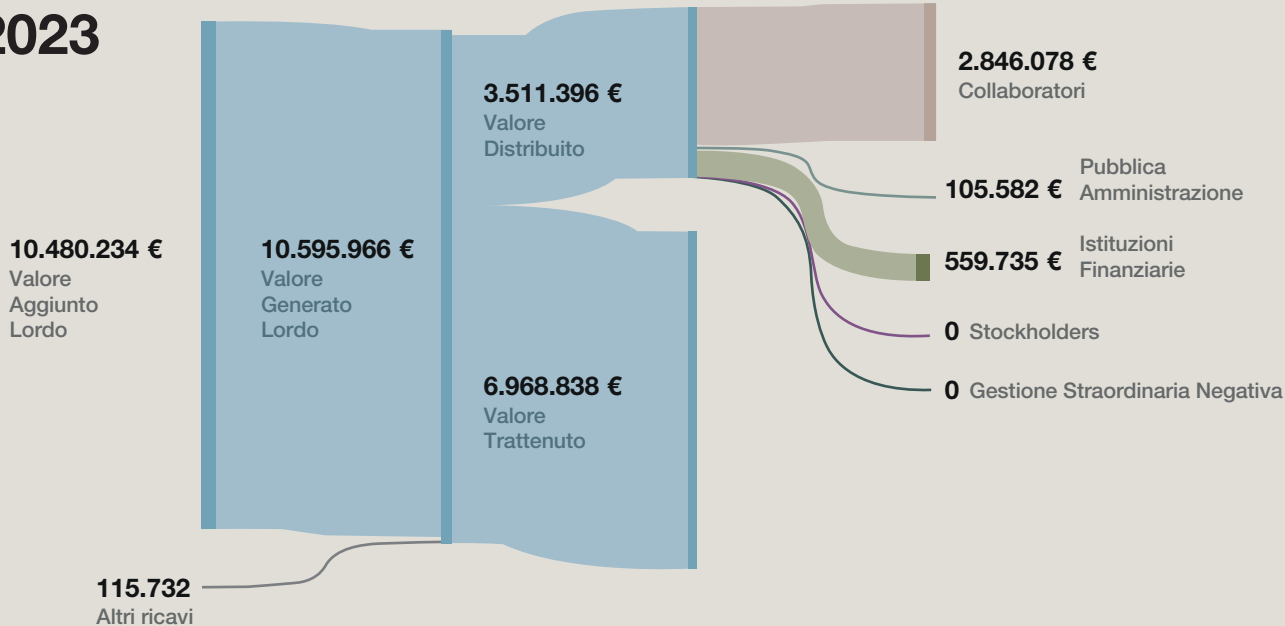 2023
10.480.234 €
Valore
Aggiunto
Lordo
115.732
Altri ricavi
10.595.966 €
Valore
Generato
Lordo
3.511.396 €
Valore
Distribuito
6.968.838 €
Valore
Trattenuto
2.846.078 €
Collaboratori
105.582 €
Pubblica
Amministrazione
559.735 €
Istituzioni
Finanziarie
0 Stockholders
0 Gestione Straordinaria Negativa